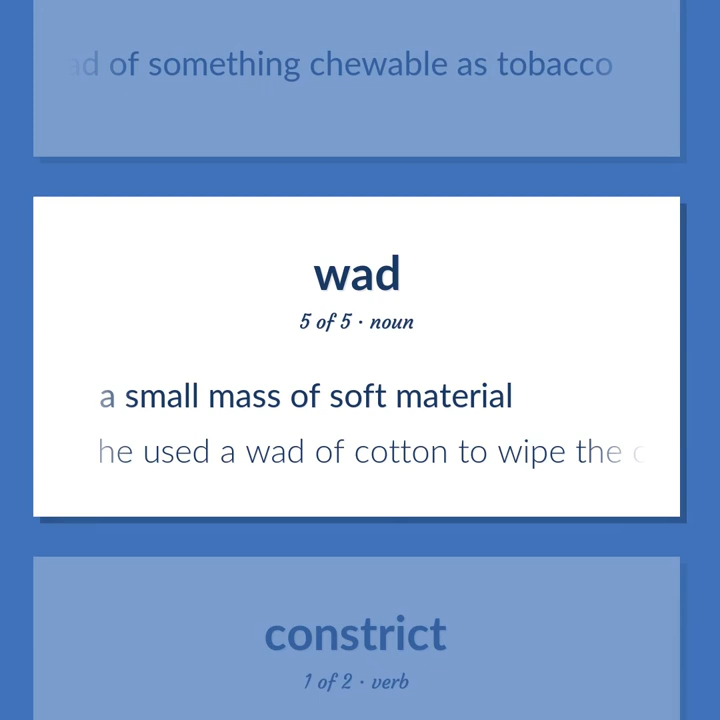 of something chewable as tobacco
wad
5 of 5 · noun
a small mass of soft material
he used a wad of cotton to wipe the
constrict
1 of 2 · verb